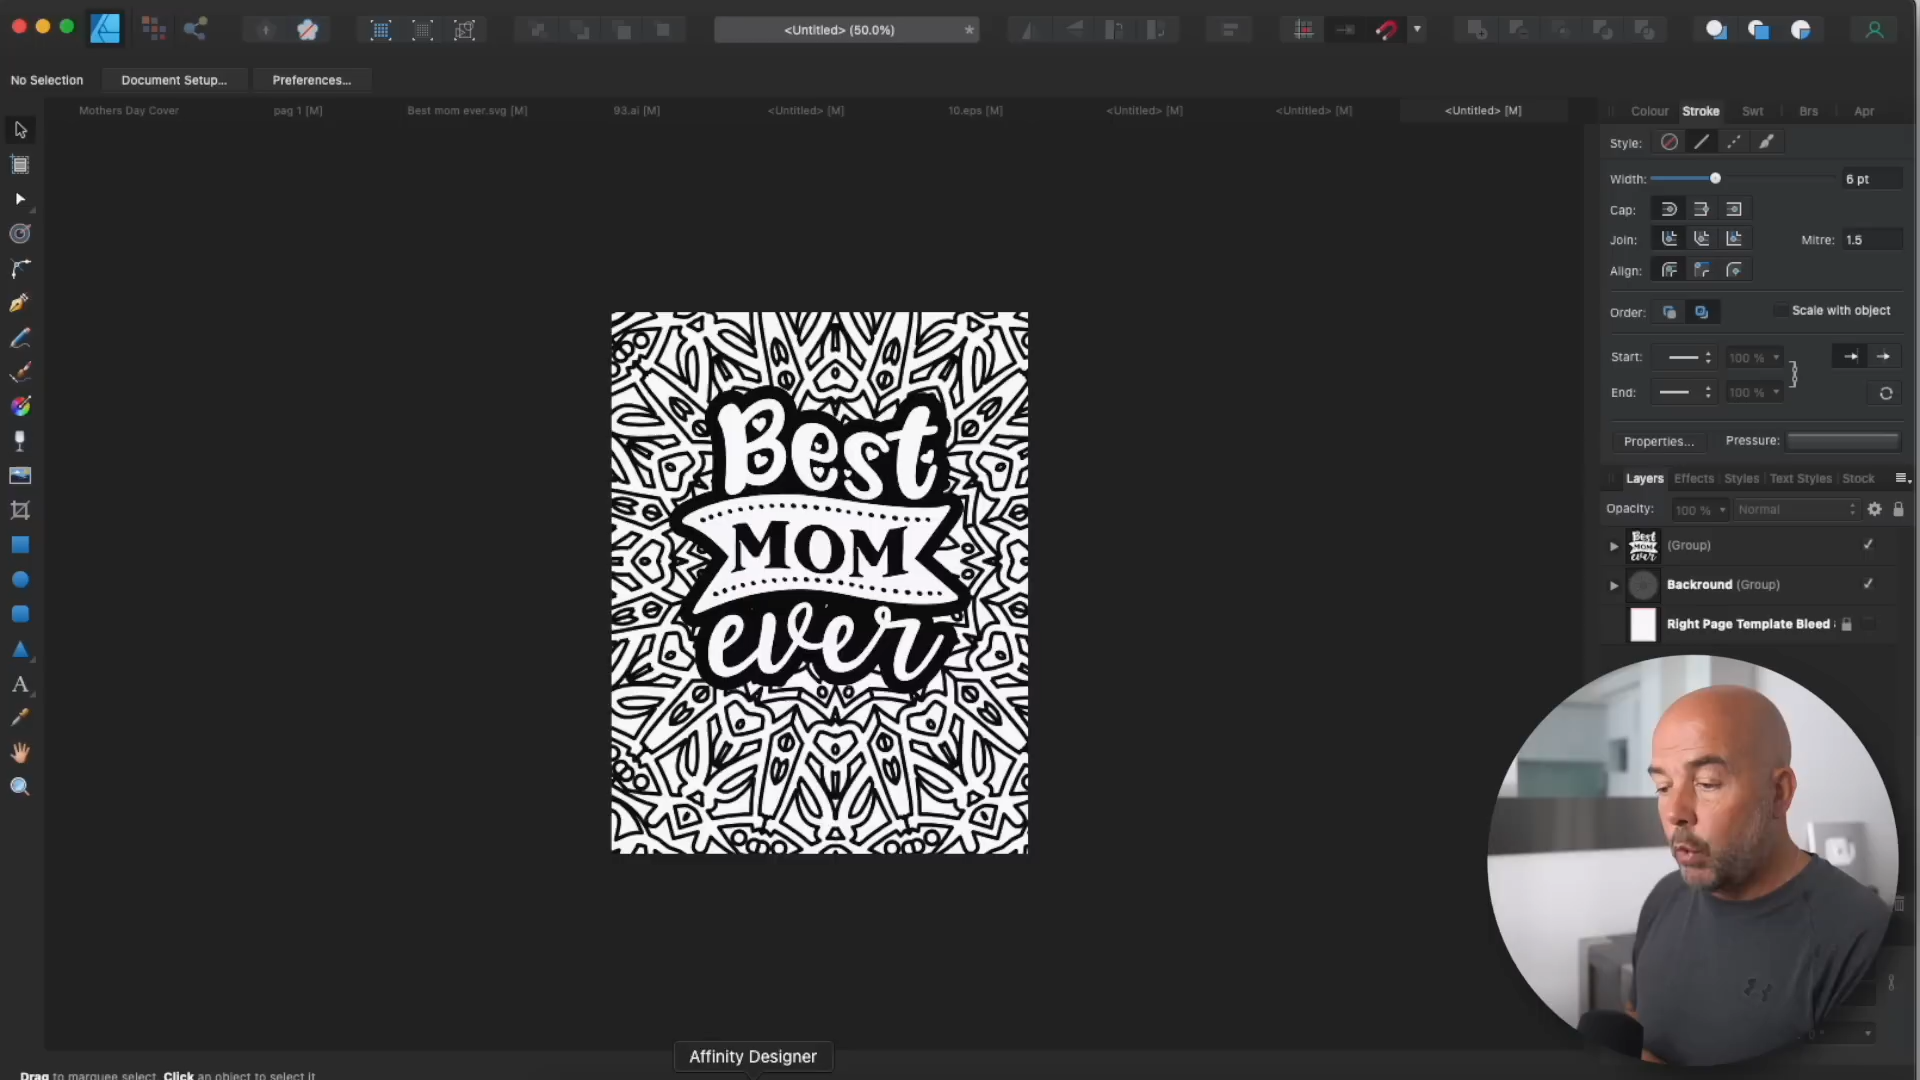 <Untitled> (50.0%)
*
No Selection
Document Setup...
Preferences...
Mothers Day Cover
pag 1 [M]
Best mom ever.svg [M]
93.ai [M]
<Untitled> [M]
10.eps [M]
<Untitled> [M]
<Untitled> [M]
<Untitled> [M]
Colour
Stroke
Swt
Brs
Apr
Style:
Width:
6 pt
Cap:
Join:
Mitre: 1.5
Align:
Order:
Scale with object
Start:
100 %
End:
100 %
Properties...
Pressure:
Layers
Effects
Styles
Text Styles
Stock
Opacity:
100 %
Normal
Best
MOM
ever
(Group)
Backround (Group)
Right Page Template Bleed
Best
MOM
ever
A
Affinity Designer
Drag to marquee select. Click an object to select it.